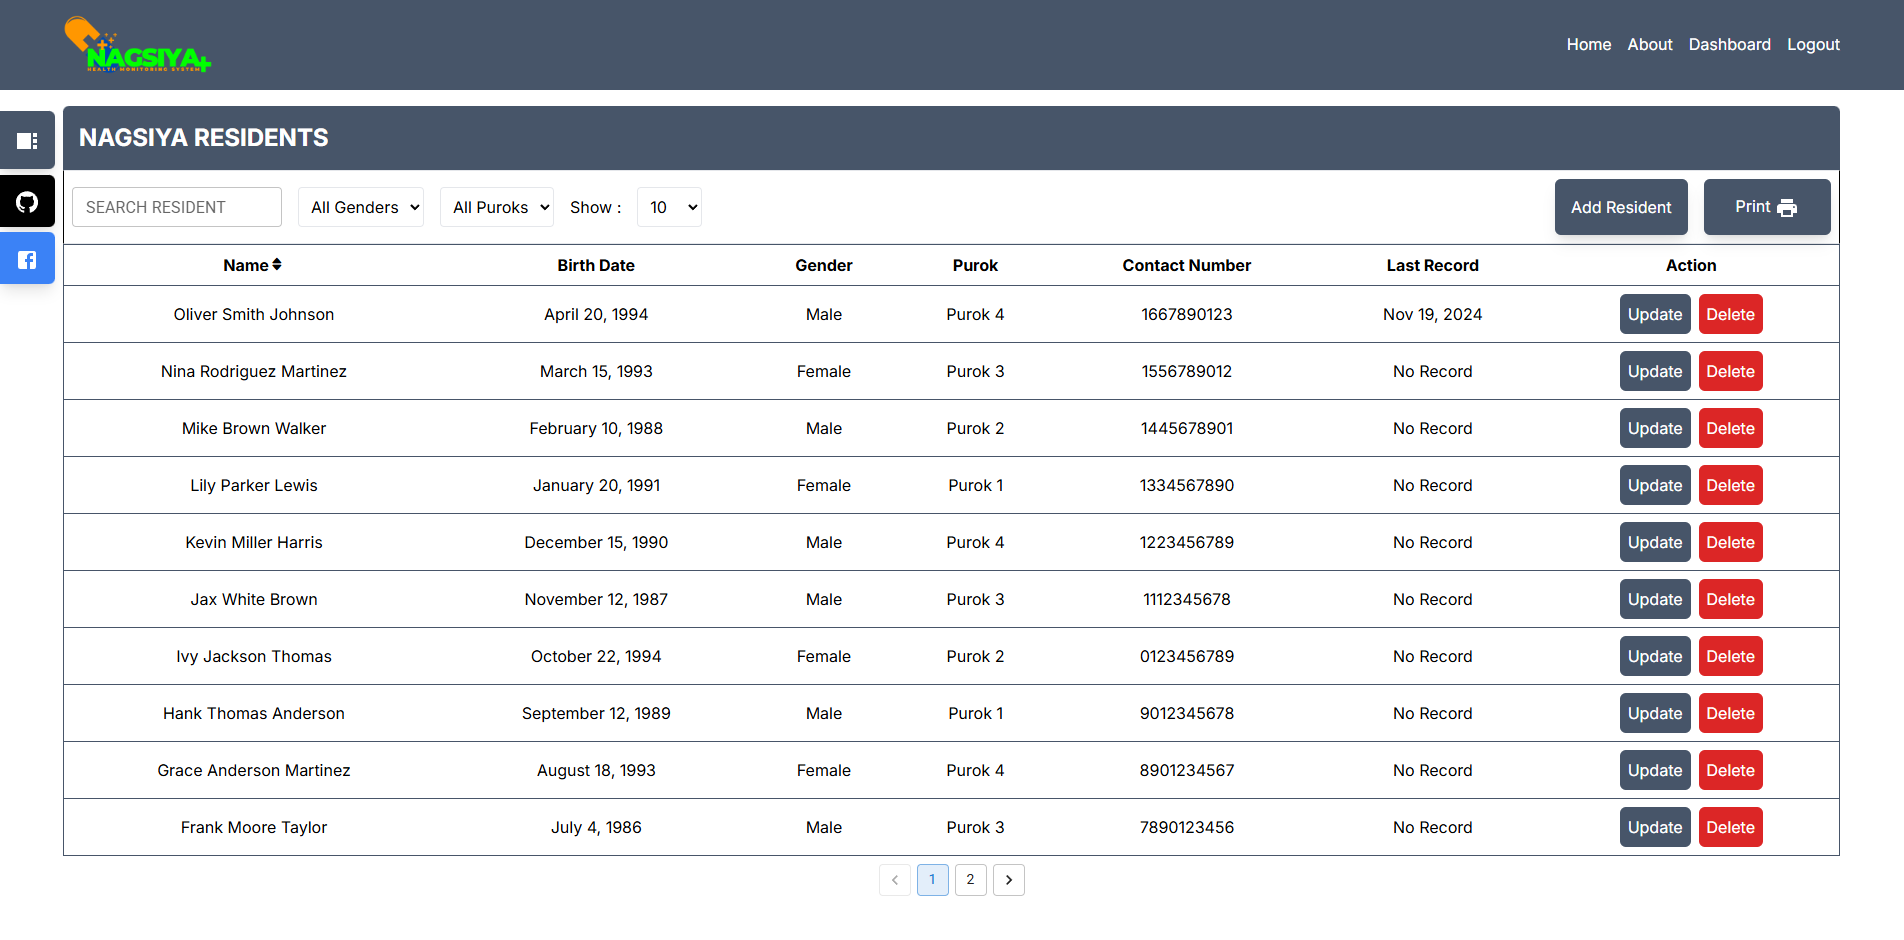 NAGSIYA+
HEALTH MONITORING SYSTEM
Home About Dashboard Logout
NAGSIYA RESIDENTS
SEARCH RESIDENT All Genders All Puroks Show : 10 Add Resident Print
Name Birth Date Gender Purok Contact Number Last Record Action
Oliver Smith Johnson April 20, 1994 Male Purok 4 1667890123 Nov 19, 2024 Update Delete
Nina Rodriguez Martinez March 15, 1993 Female Purok 3 1556789012 No Record Update Delete
Mike Brown Walker February 10, 1988 Male Purok 2 1445678901 No Record Update Delete
Lily Parker Lewis January 20, 1991 Female Purok 1 1334567890 No Record Update Delete
Kevin Miller Harris December 15, 1990 Male Purok 4 1223456789 No Record Update Delete
Jax White Brown November 12, 1987 Male Purok 3 1112345678 No Record Update Delete
Ivy Jackson Thomas October 22, 1994 Female Purok 2 0123456789 No Record Update Delete
Hank Thomas Anderson September 12, 1989 Male Purok 1 9012345678 No Record Update Delete
Grace Anderson Martinez August 18, 1993 Female Purok 4 8901234567 No Record Update Delete
Frank Moore Taylor July 4, 1986 Male Purok 3 7890123456 No Record Update Delete
1 2